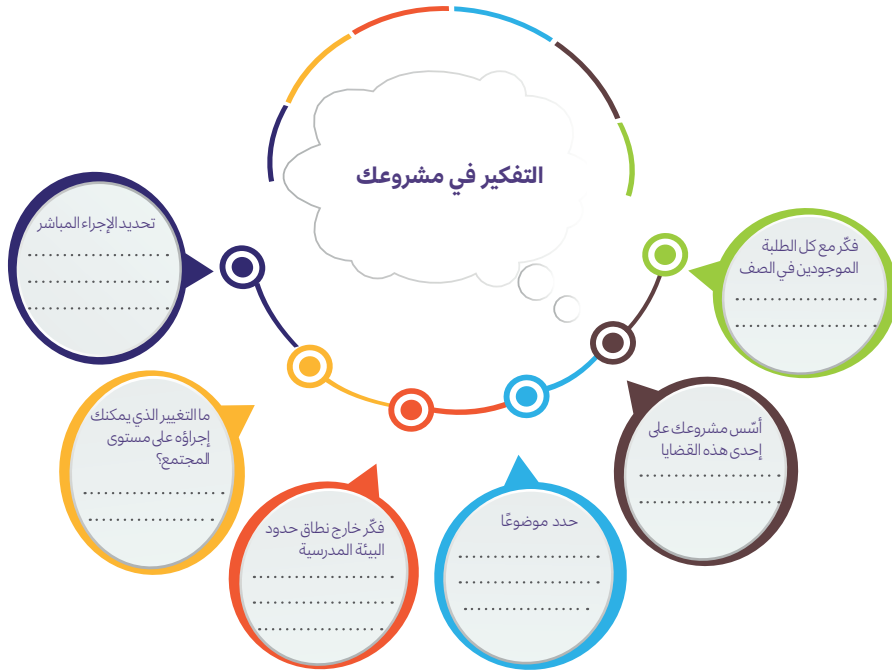 التفكير في مشروعك
فكّر مع كل الطلبة
الموجودين في الصف
أسّس مشروعك على
إحدى هذه القضايا
حدد موضوعًا
فكّر خارج نطاق حدود
البيئة المدرسية
ما التغيير الذي يمكنك
إجراؤه على مستوى
المجتمع؟
تحديد الإجراء المباشر